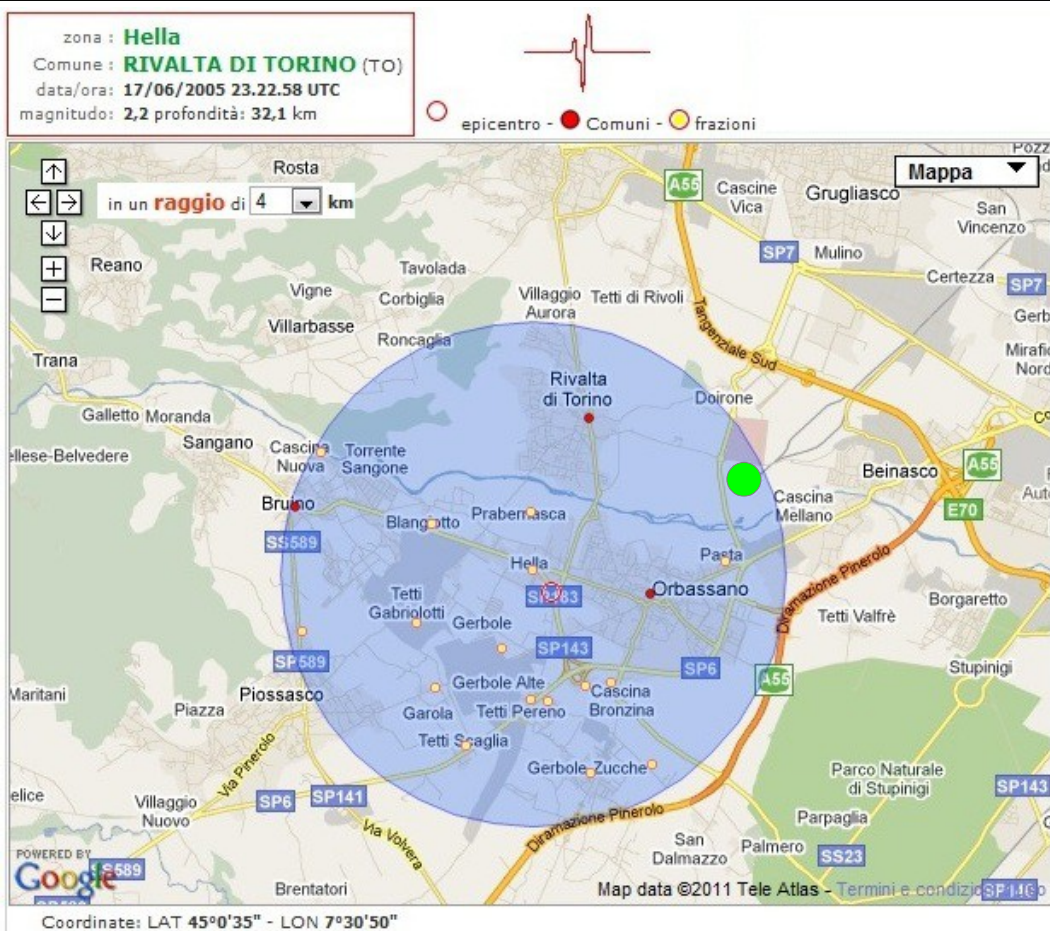 zona : Hella
Comune : RIVALTA DI TORINO (TO)
data/ora: 17/06/2005 23.22.58 UTC
magnitudo: 2,2 profondità: 32,1 km
epicentro - Comuni - frazioni
in un raggio di 4 km
Mappa
Rosta
A55
Cascine
Vica
Grugliasco
San
Vincenzo
SP7
Mulino
Certezza
SP7
Reano
Tavolada
Vigne
Corbiglia
Villaggio
Aurora
Tetti di Rivoli
Villarbasse
Roncaglia
Tangenziale Sud
Trana
Rivalta
di Torino
Doirone
Galletto
Moranda
Sangano
Cascina
Nuova
Torrente
Sangone
ellese-Belvedere
Beinasco
A55
Bruino
Blangiotto
Prabernasca
Cascina
Mellano
E70
SS589
Hella
Pasta
Orbassano
Diramazione Pinerolo
Tetti
Gabriolotti
Gerbole
Borgaretto
Tetti Valfrè
SP143
SP589
SP6
A55
Stupinigi
Maritani
Piossasco
Piazza
Gerbole Alte
Garola
Tetti Pereno
Cascina
Bronzina
Tetti Scaglia
Via Pinerolo
Gerbole Zucche
Parco Naturale
di Stupinigi
SP143
elice
Villaggio
Nuovo
SP6
SP141
Diramazione Pinerolo
Parpaglia
Via Volvera
San
Dalmazzo
Palmero
SS23
POWERED BY
Google
Brentatori
Map data ©2011 Tele Atlas -
Coordinate: LAT 45º0'35" - LON 7º30'50"